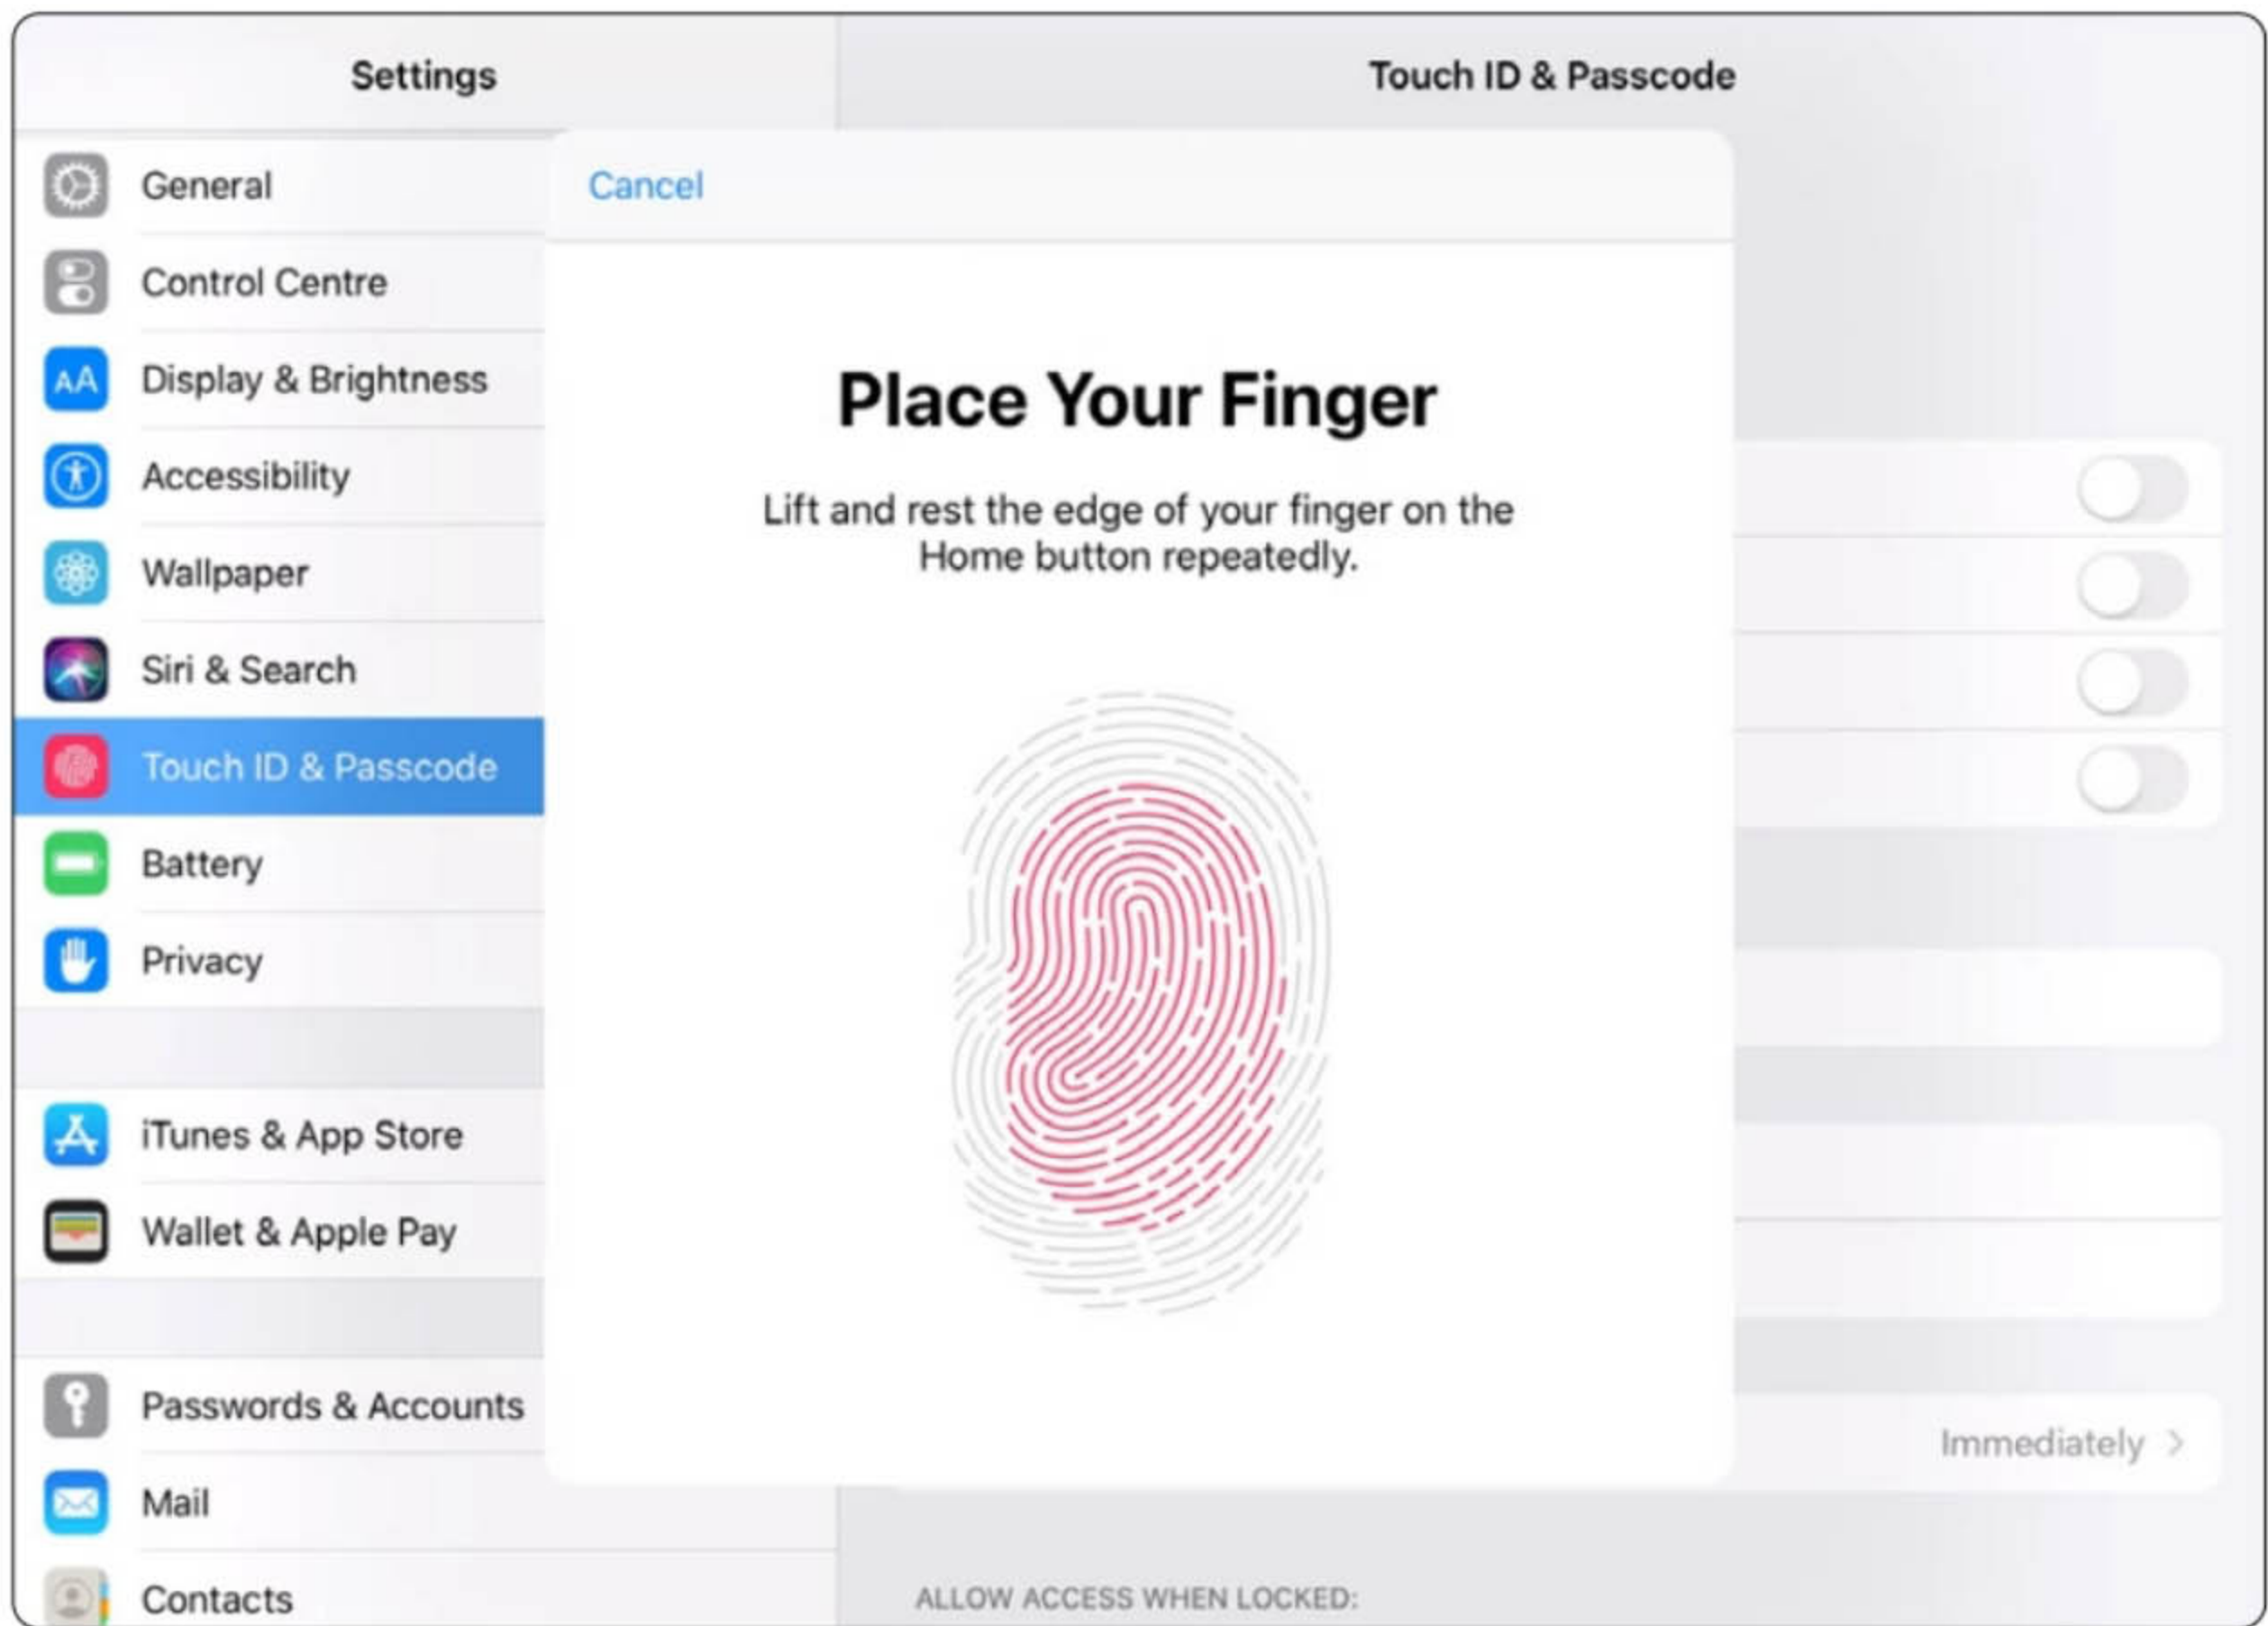 Settings
Touch ID & Passcode
General
Control Centre
AA Display & Brightness
Accessibility
Wallpaper
Siri & Search
Touch ID & Passcode
Battery
Privacy
iTunes & App Store
Wallet & Apple Pay
Passwords & Accounts
Mail
Contacts
Cancel
Place Your Finger
Lift and rest the edge of your finger on the
Home button repeatedly.
Immediately >
ALLOW ACCESS WHEN LOCKED: